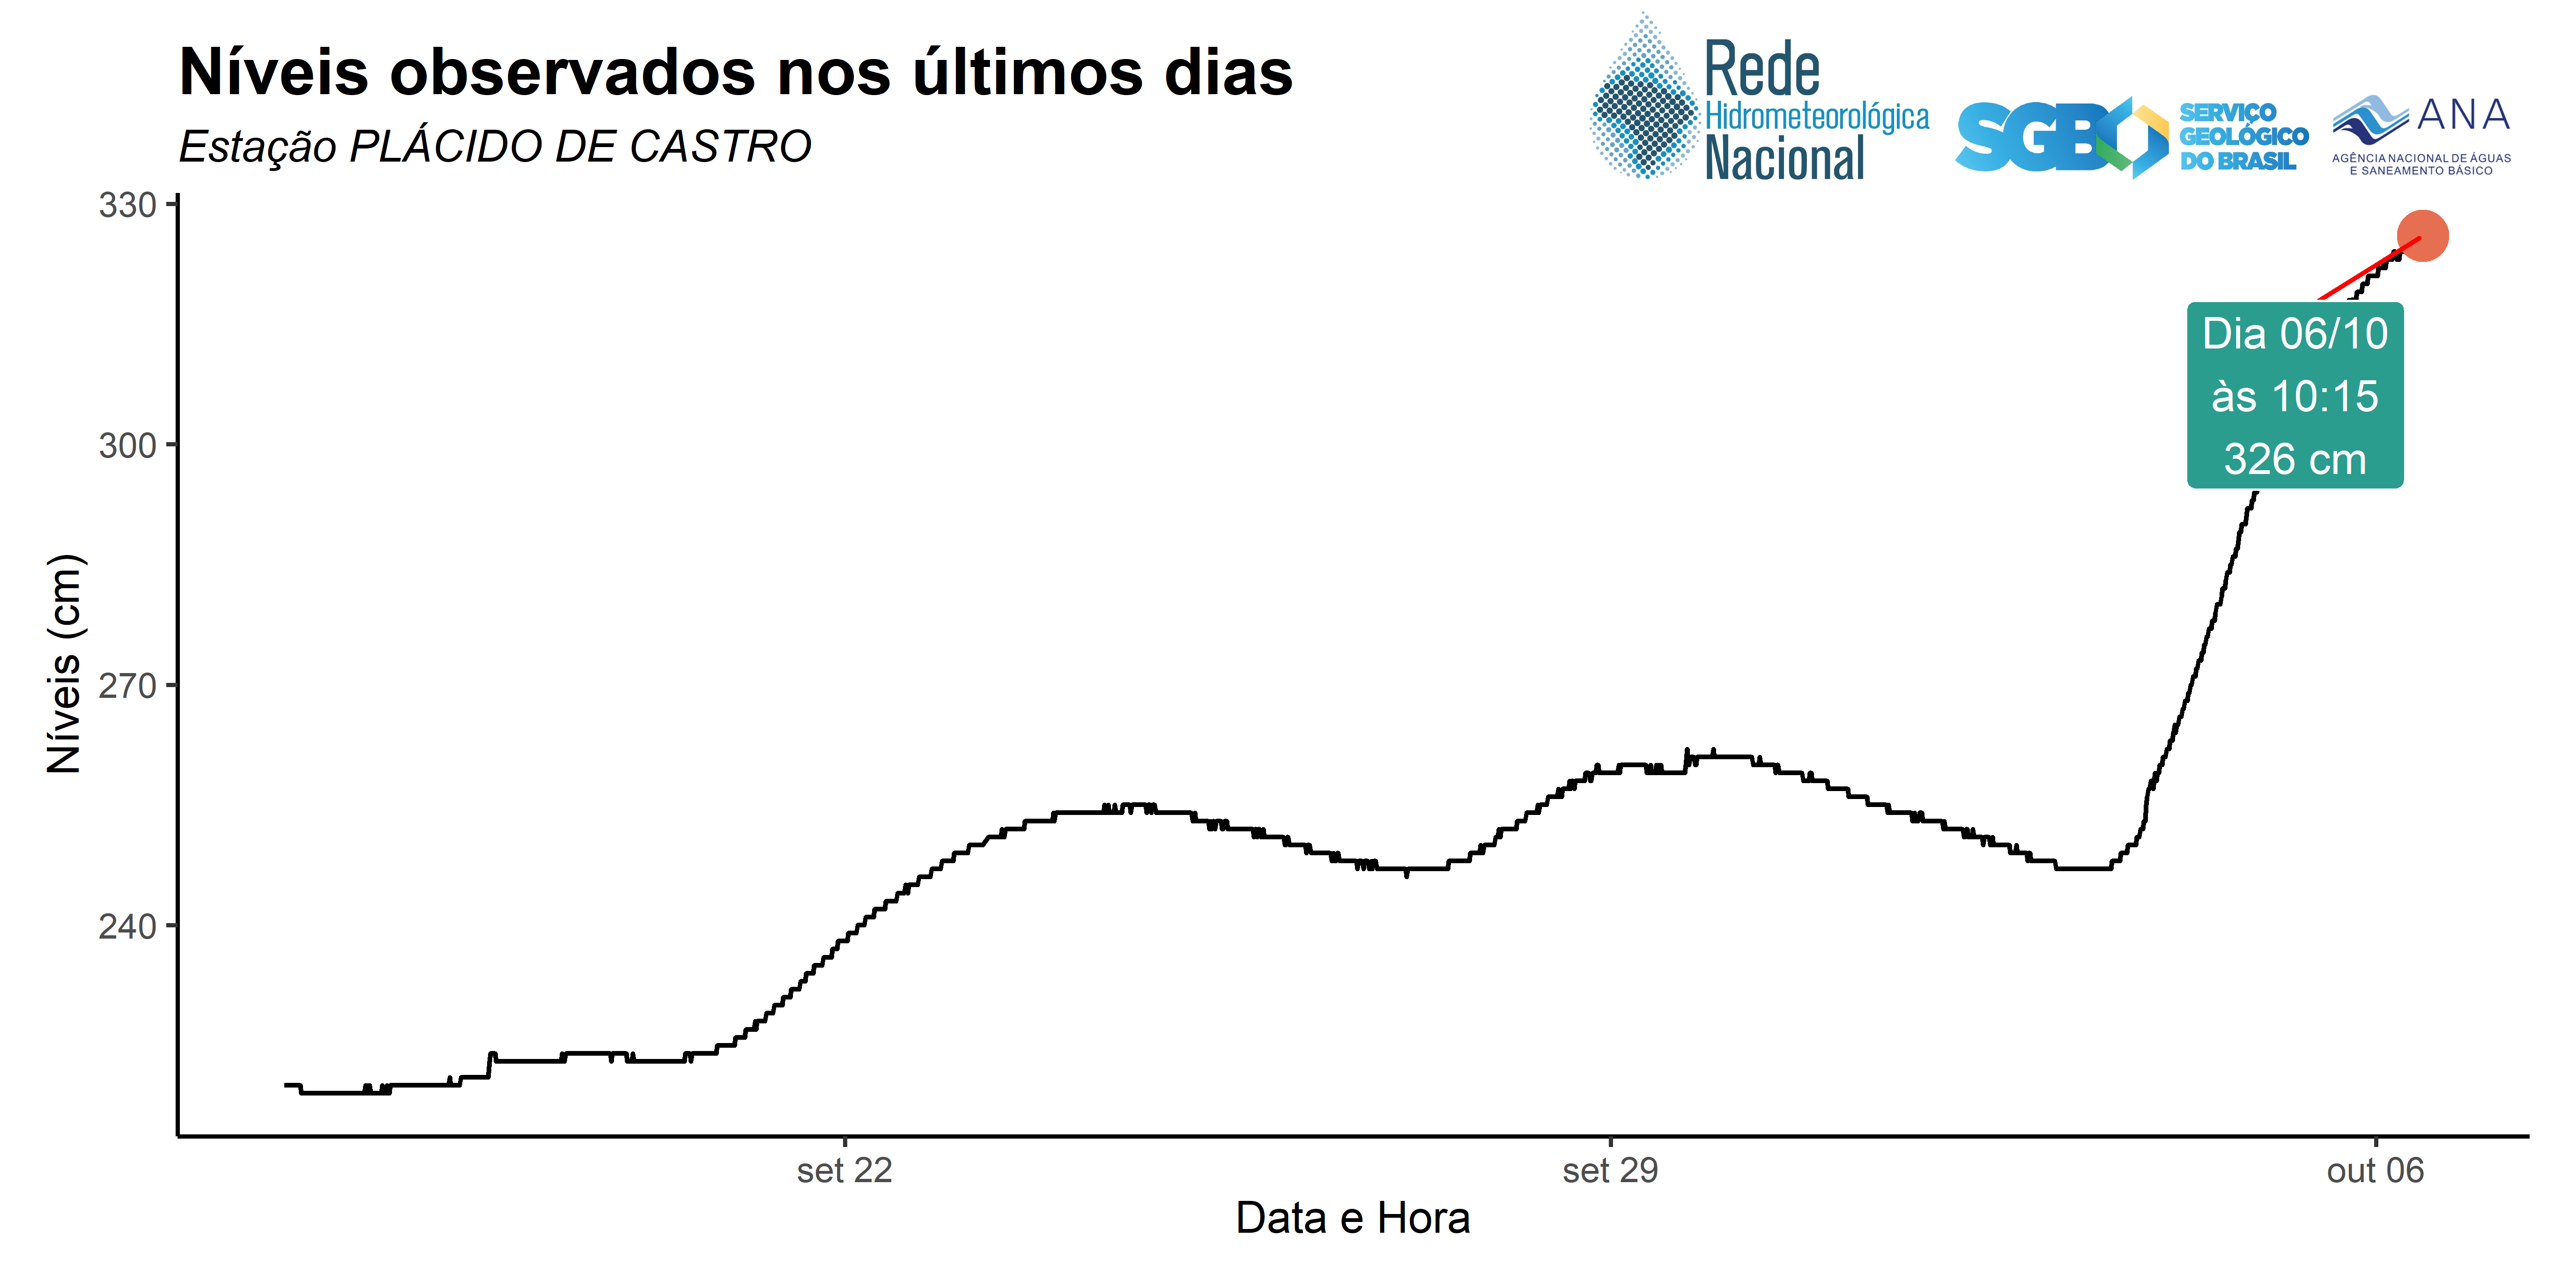 Níveis observados nos últimos dias
Estação PLÁCIDO DE CASTRO
Rede
Hidrometeorológica
Nacional
SGB
SERVIÇO
GEOLÓGICO
DO BRASIL
ANA
AGÊNCIA NACIONAL DE ÁGUAS
E SANEAMENTO BÁSICO
330
300
270
240
Níveis (cm)
Dia 06/10
às 10:15
326 cm
set 22
set 29
out 06
Data e Hora